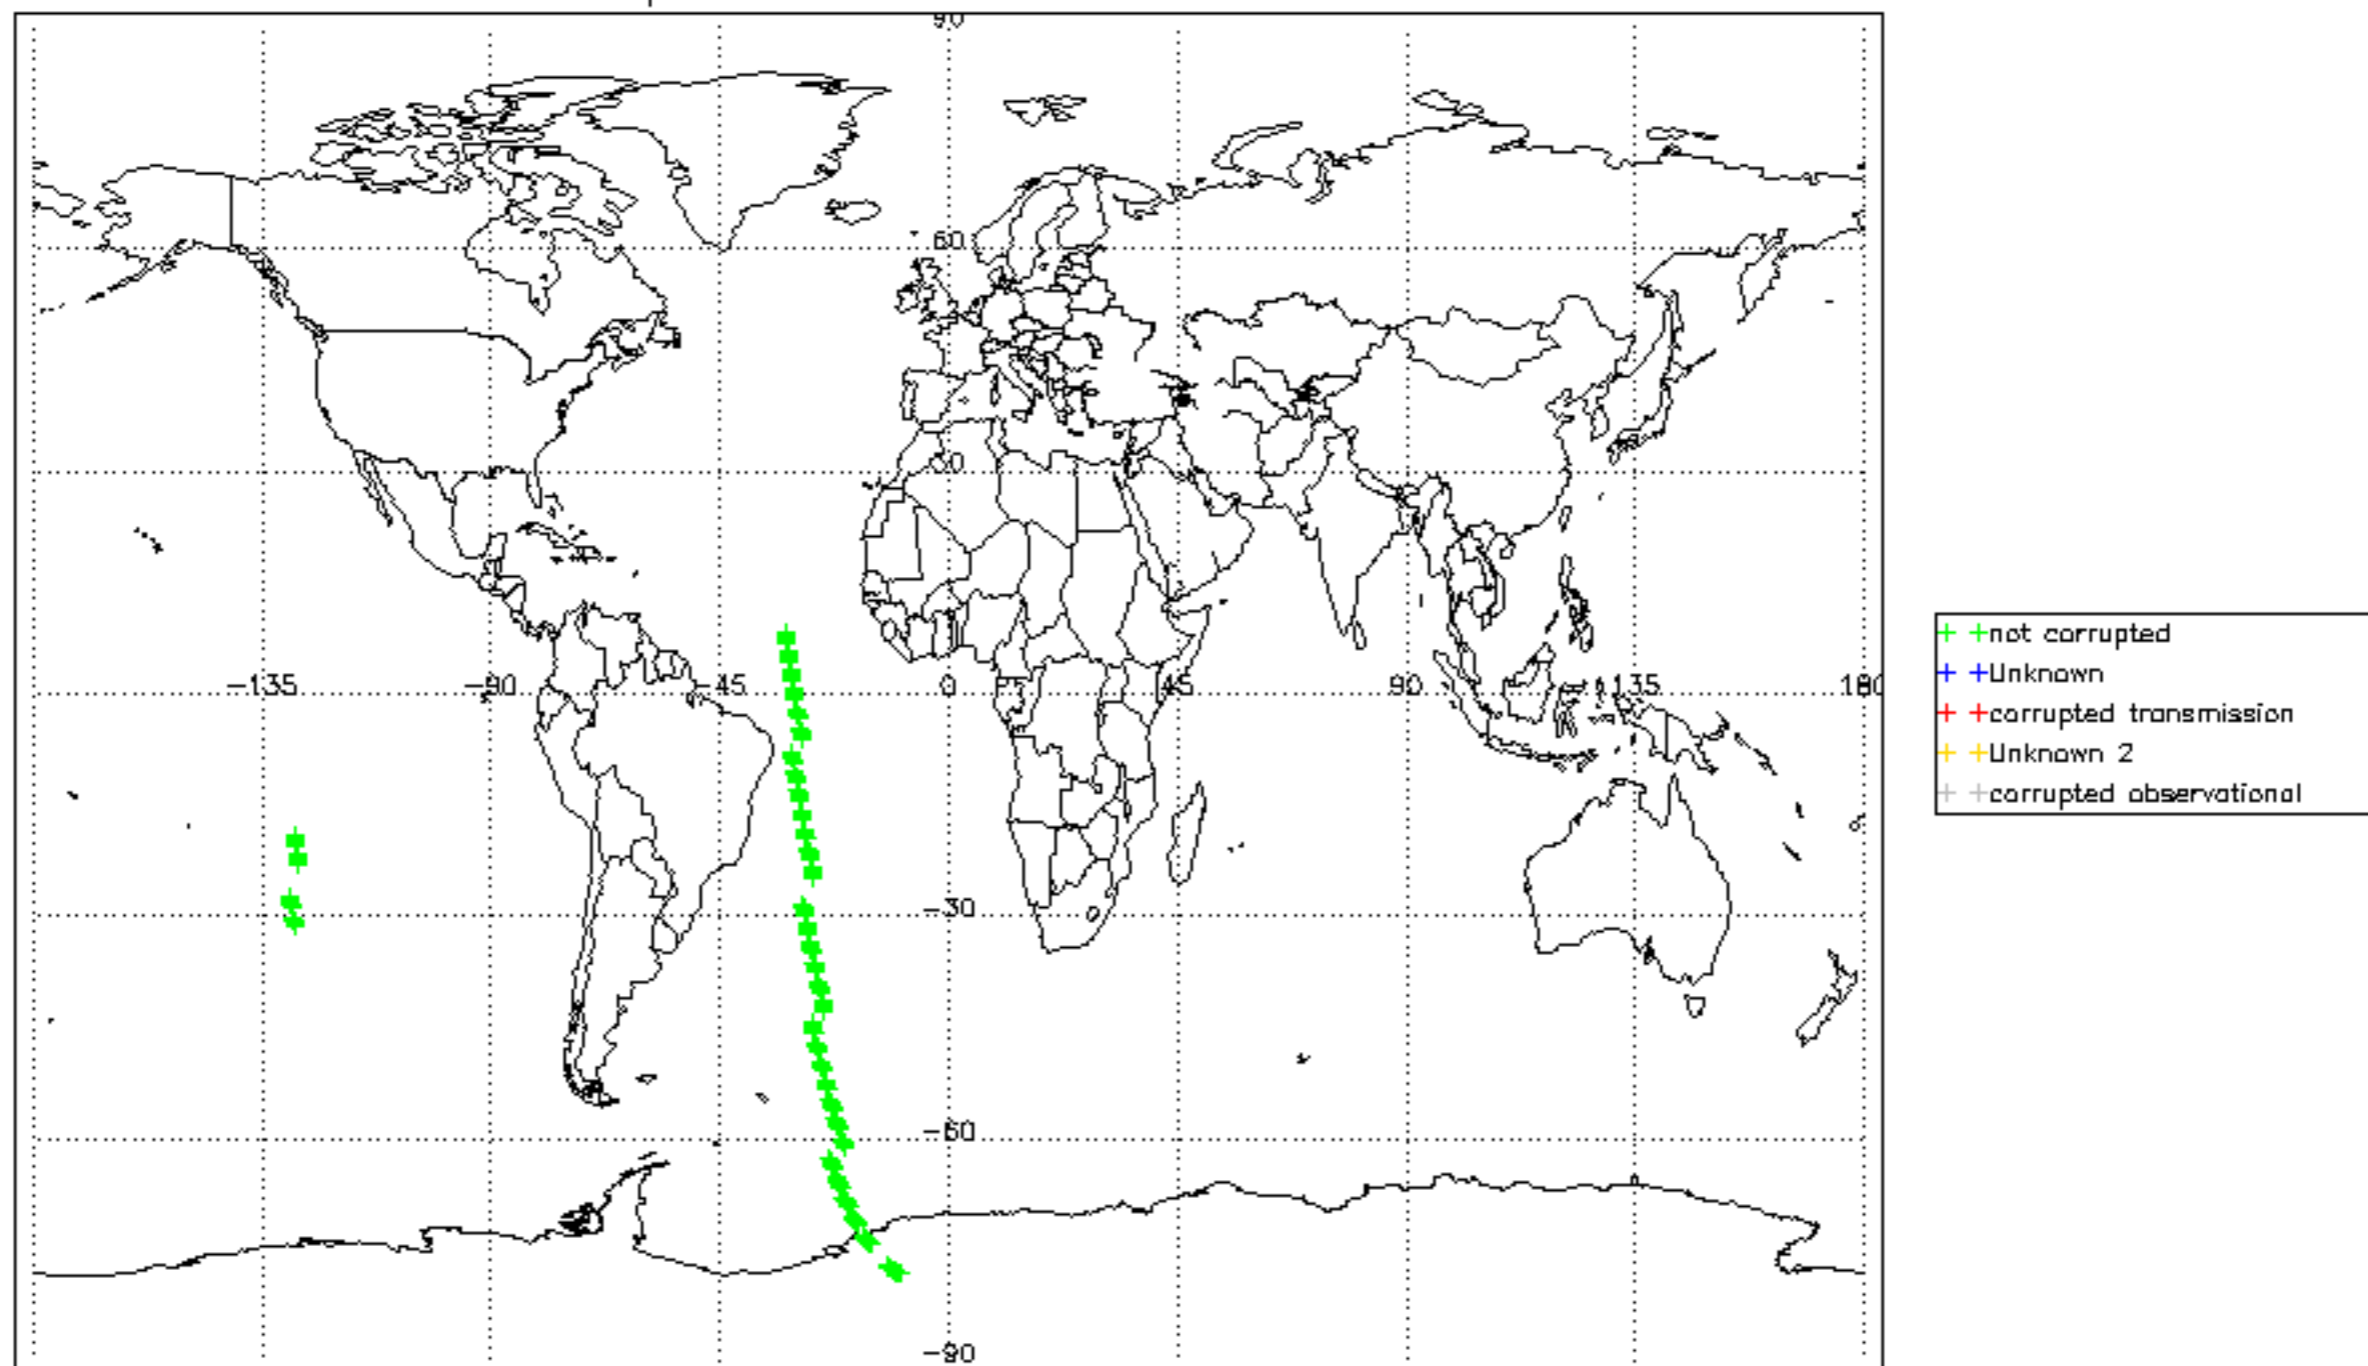 90
60
30
-135 -90 -45 0 45 90 135 180
-30
-60
-90
not corrupted
Unknown
corrupted transmission
Unknown 2
corrupted observational